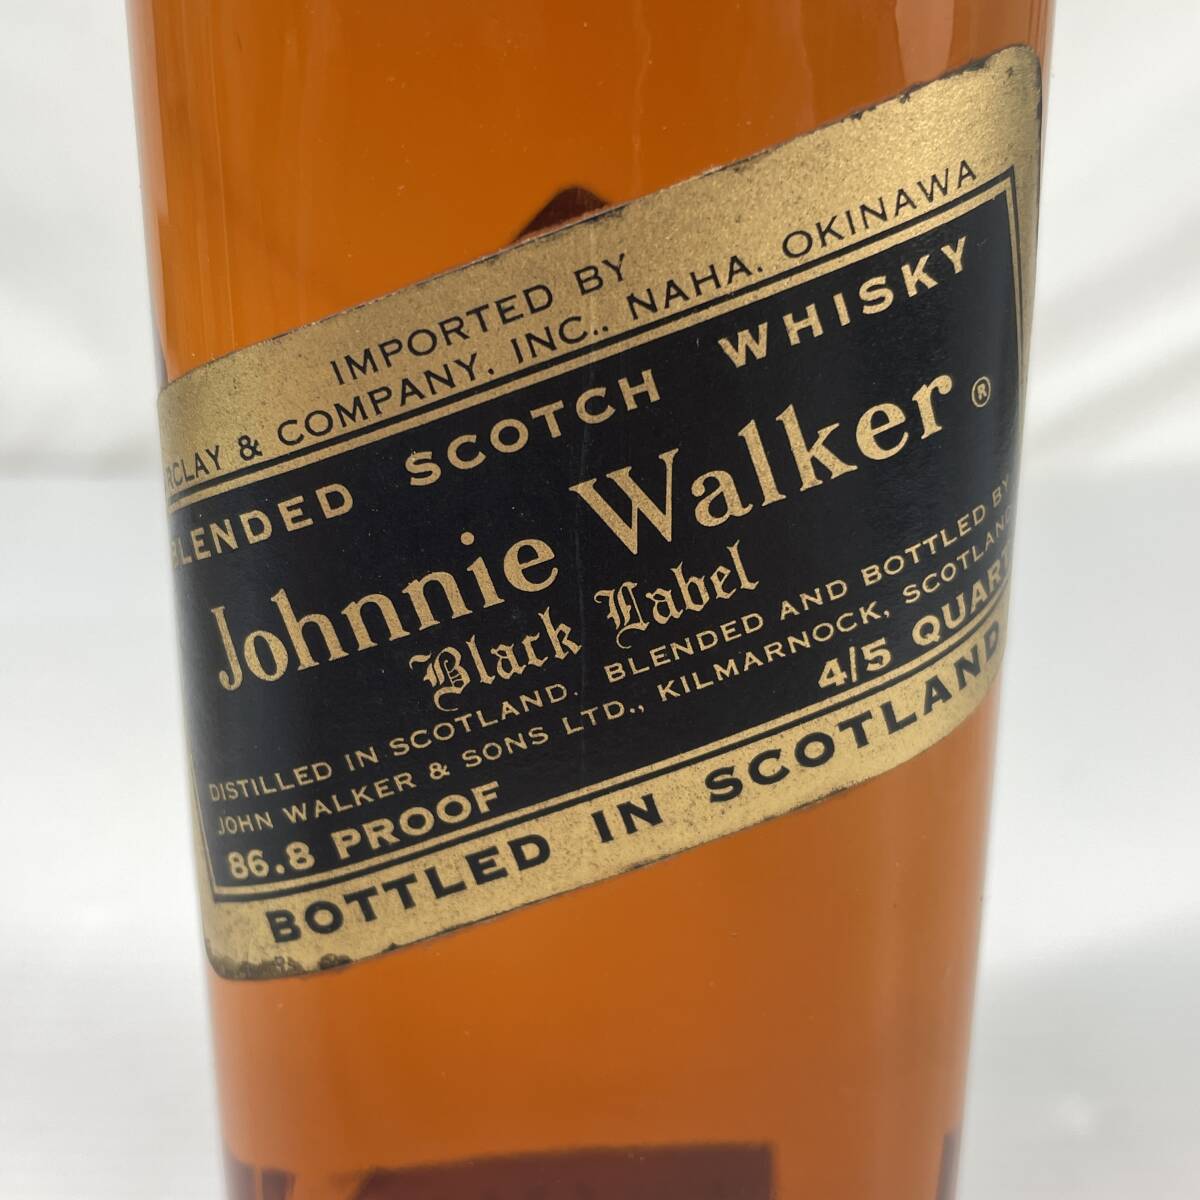 IMPORTED BY
RCLAY & COMPANY, INC., NAHA, OKINAWA
BLENDED SCOTCH WHISKY
Johnnie Walker ®
Black Label
DISTILLED IN SCOTLAND. BLENDED AND BOTTLED BY
JOHN WALKER & SONS LTD., KILMARNOCK, SCOTLAND
86.8 PROOF 4/5 QUART
BOTTLED IN SCOTLAND